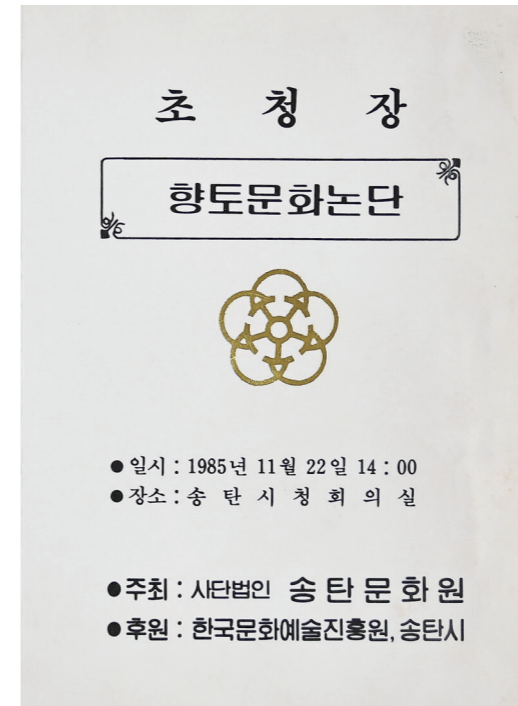 초 청 장
향토문화논단
● 일시 : 1985년 11월 22일 14 : 00
● 장소 : 송 탄 시 청 회 의 실
● 주최 : 사단법인 송 탄 문 화 원
● 후원 : 한국문화예술진흥원, 송탄시